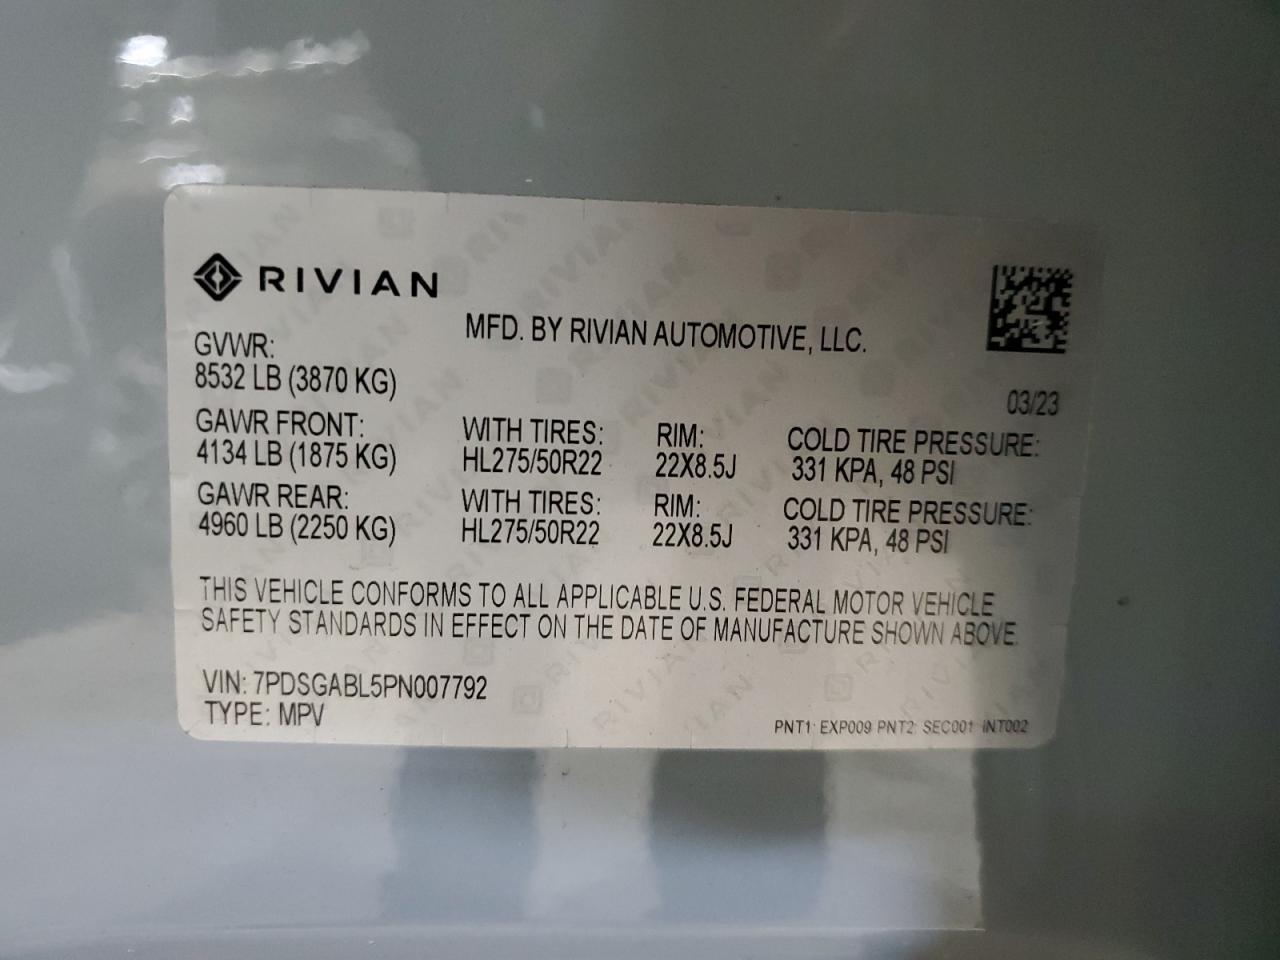 RIVIAN
MFD. BY RIVIAN AUTOMOTIVE, LLC.
GVWR:
8532 LB (3870 KG)
03/23
GAWR FRONT: WITH TIRES: RIM: COLD TIRE PRESSURE:
4134 LB (1875 KG) HL275/50R22 22X8.5J 331 KPA, 48 PSI
GAWR REAR: WITH TIRES: RIM: COLD TIRE PRESSURE:
4960 LB (2250 KG) HL275/50R22 22X8.5J 331 KPA, 48 PSI
THIS VEHICLE CONFORMS TO ALL APPLICABLE U.S. FEDERAL MOTOR VEHICLE
SAFETY STANDARDS IN EFFECT ON THE DATE OF MANUFACTURE SHOWN ABOVE.
VIN: 7PDSGABL5PN007792
TYPE: MPV
PNT1: EXP009 PNT2: SEC001 INT002